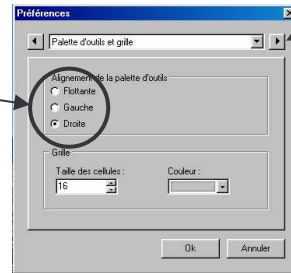 Préférences
Palette d'outils et grille
Alignement de la palette d'outils
Flottante
Gauche
Droite
Grille
Taille des cellules : Couleur :
16
Ok Annuler